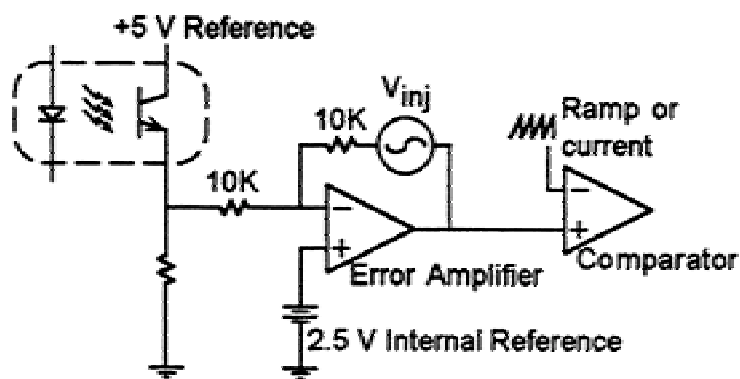 +5 V Reference
Vinj
10K
Ramp or
current
10K
Error Amplifier
Comparator
2.5 V Internal Reference